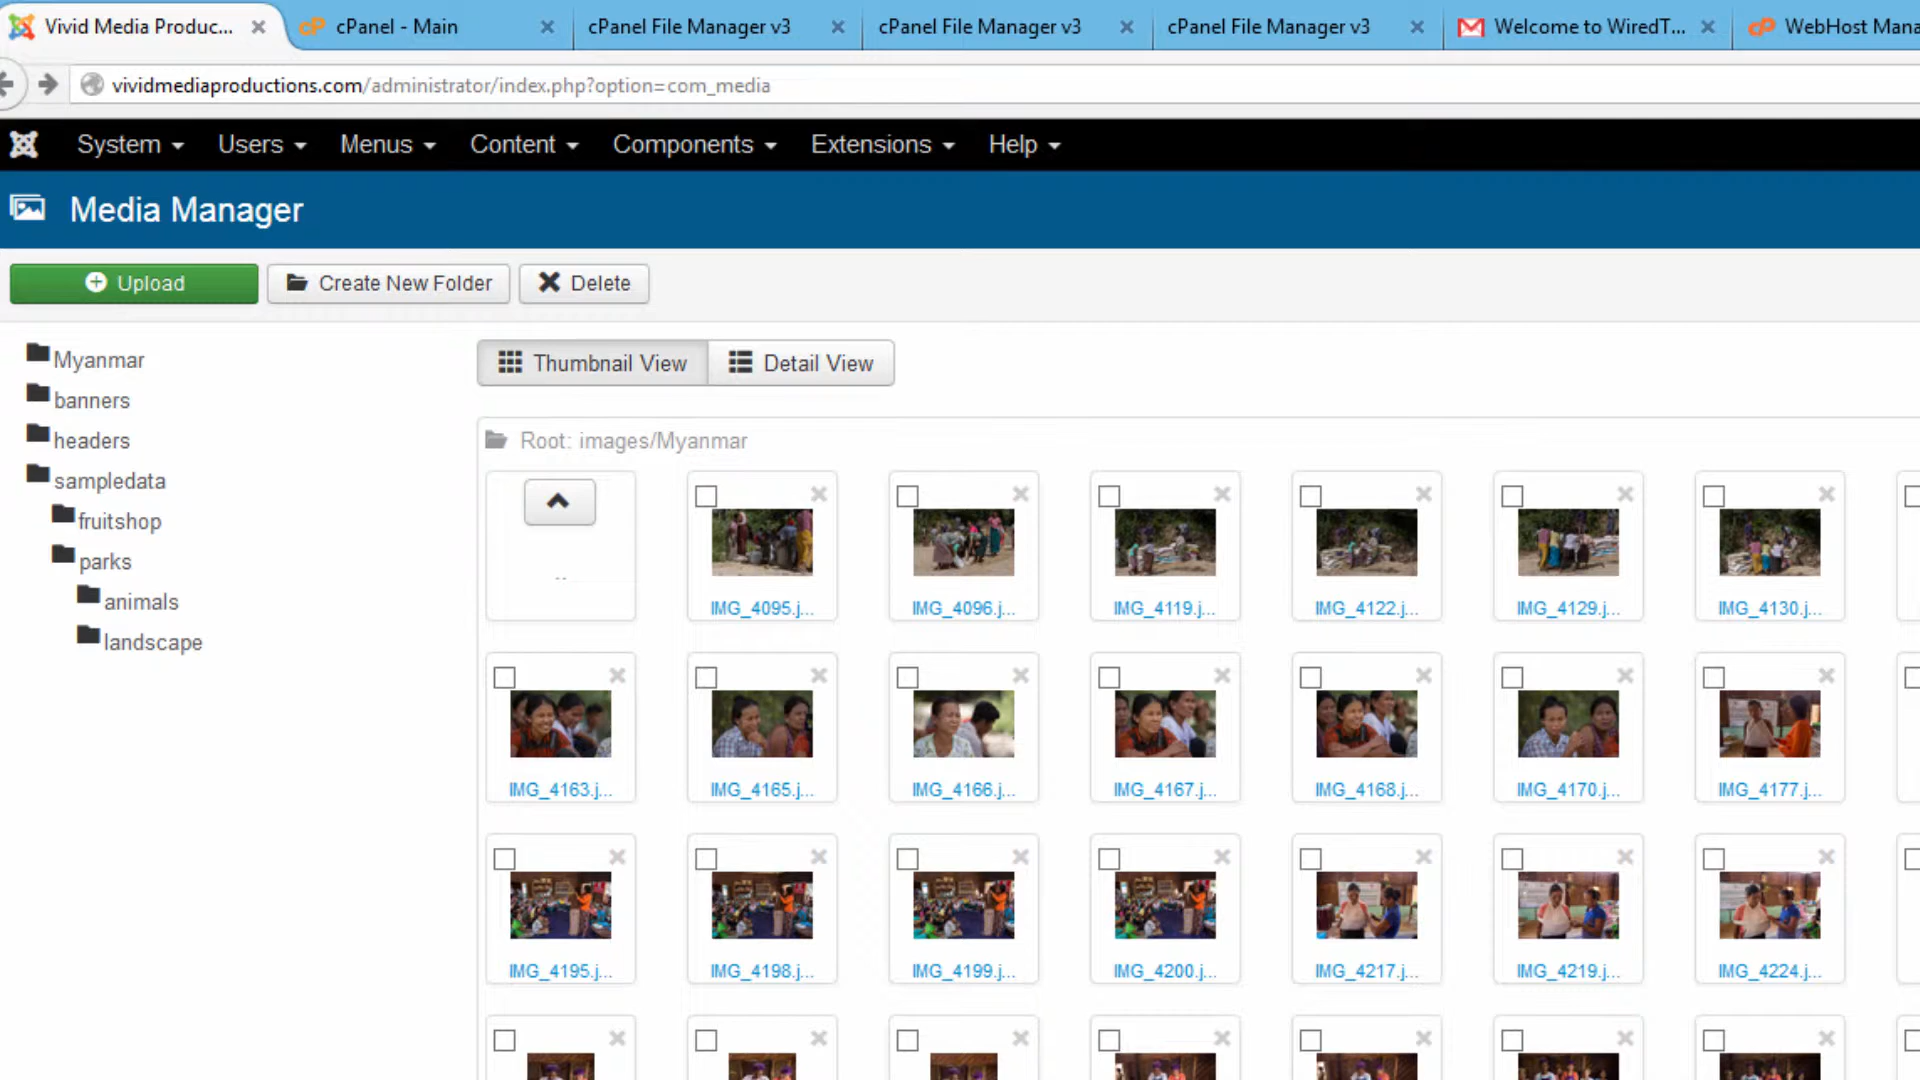 Vivid Media Produc...
cPanel - Main
cPanel File Manager v3
cPanel File Manager v3
cPanel File Manager v3
Welcome to WiredT...
WebHost Mana
vividmediaproductions.com/administrator/index.php?option=com_media
System Users Menus Content Components Extensions Help
Media Manager
Upload
Create New Folder
Delete
Myanmar
banners
headers
sampledata
fruitshop
parks
animals
landscape
Thumbnail View
Detail View
Root: images/Myanmar
..
IMG_4095.j...
IMG_4096.j...
IMG_4119.j...
IMG_4122.j...
IMG_4129.j...
IMG_4130.j...
IMG_4163.j...
IMG_4165.j...
IMG_4166.j...
IMG_4167.j...
IMG_4168.j...
IMG_4170.j...
IMG_4177.j...
IMG_4195.j...
IMG_4198.j...
IMG_4199.j...
IMG_4200.j...
IMG_4217.j...
IMG_4219.j...
IMG_4224.j...